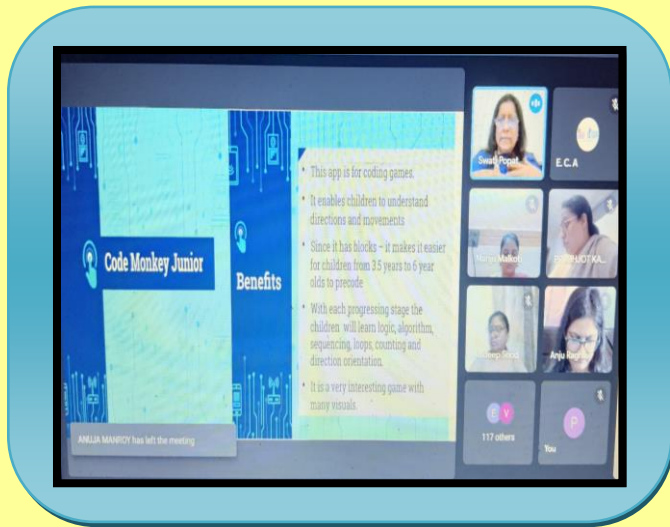 Code Monkey Junior
Benefits
• This app is for coding games.
• It enables children to understand
directions and movements
• Since it has blocks – it makes it easier
for children from 3.5 years to 6 year
olds to precode
• With each progressing stage the
children will learn logic, algorithm,
sequencing, loops, counting and
direction orientation.
• It is a very interesting game with
many visuals.
ANUJA MANROY has left the meeting
Swati Popat
E.C.A
KA...
Anju
E Y
117 others
P
You